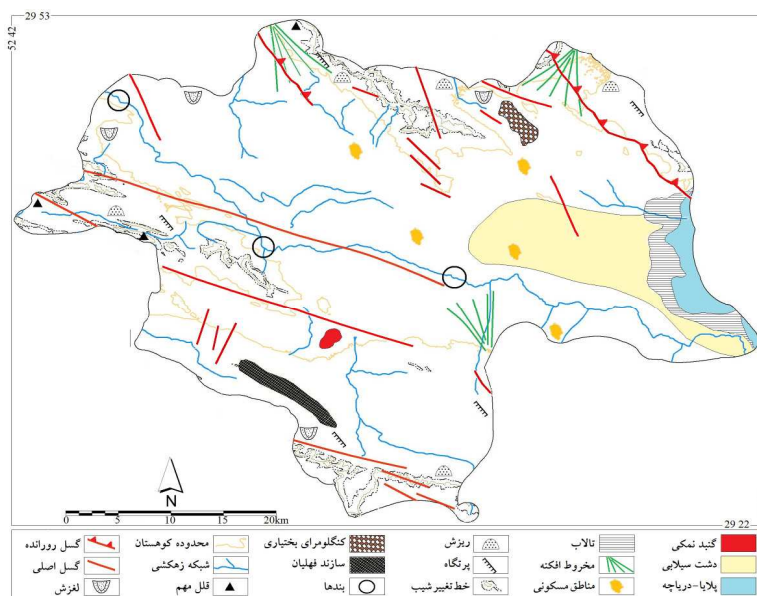 29 53
52 42
N
0 5 10 15 20km
29 22
گنبد نمکی
تالاب
ریزش
کنگلومرای بختیاری
محدوده کوهستان
گسل رورانده
دشت سیلابی
مخروط افکنه
پرتگاه
سازند فهلیان
شبکه زهکشی
گسل اصلی
پلایا-دریاچه
مناطق مسکونی
خط تغییر شیب
بندها
قلل مهم
لغزش